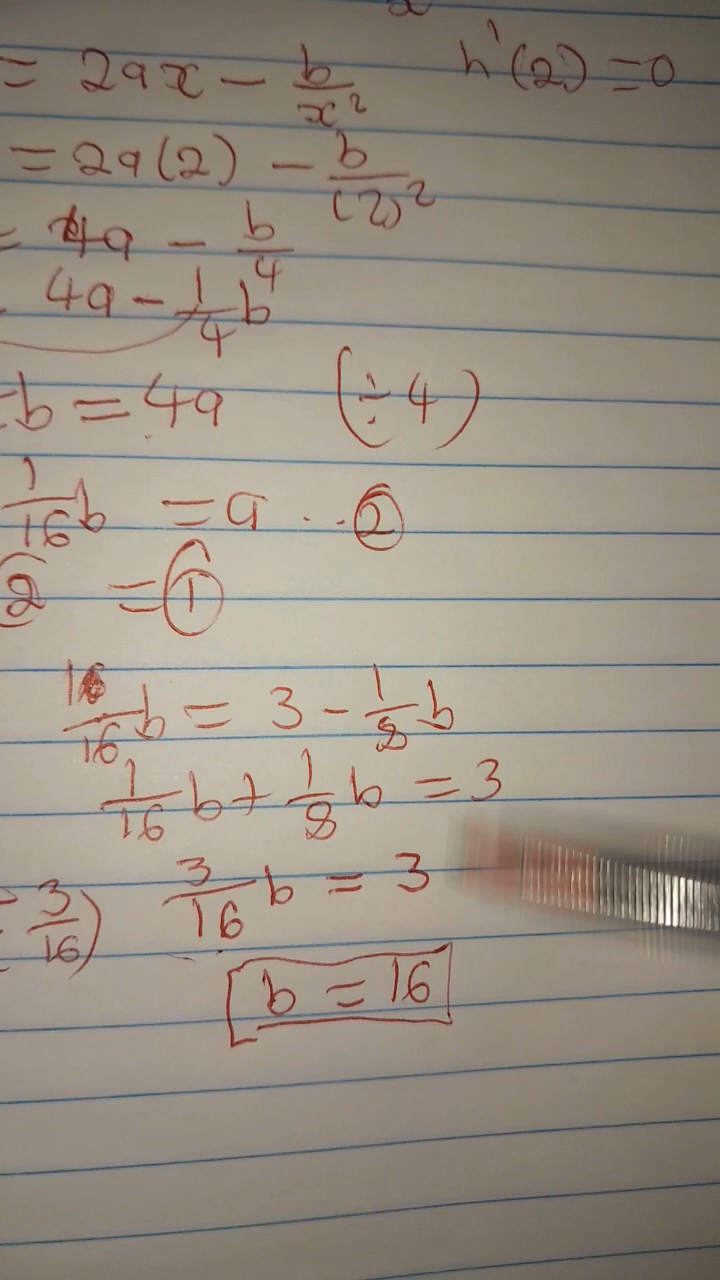 = 2ax - b/x² h'(2) = 0
= 2a(2) - b/(2)²
= 4a - b/4
4a - 1/4 b
b = 4a (÷4)
1/16 b = a .. ②
② = ①
1/16 b = 3 - 1/8 b
1/16 b + 1/8 b = 3
÷ 3/16) 3/16 b = 3
b = 16